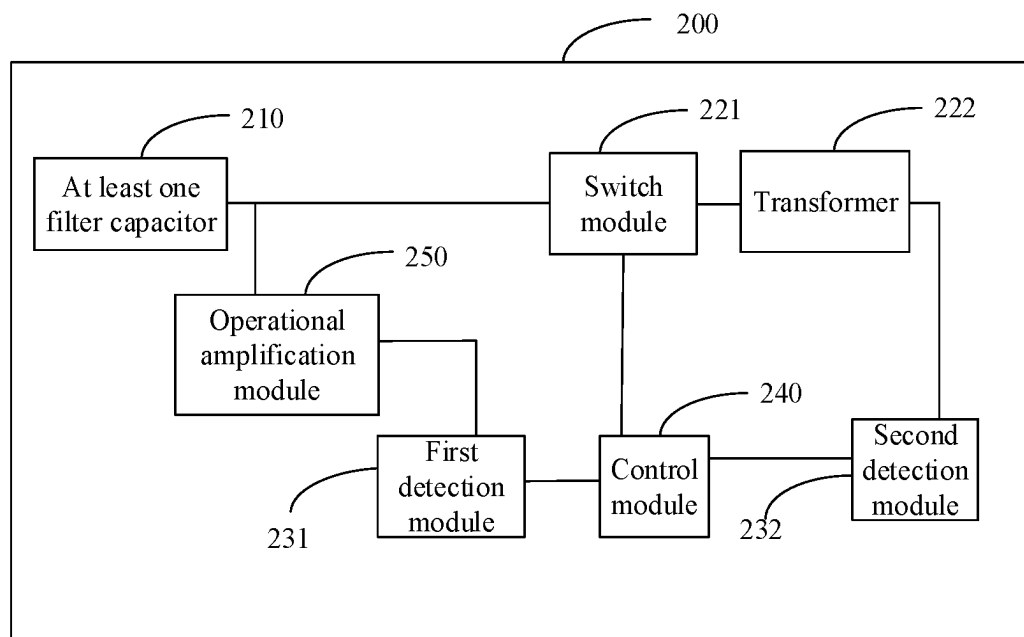 200
210
221
222
At least one
filter capacitor
Switch
module
Transformer
250
Operational
amplification
module
240
First
detection
module
Control
module
Second
detection
module
231
232